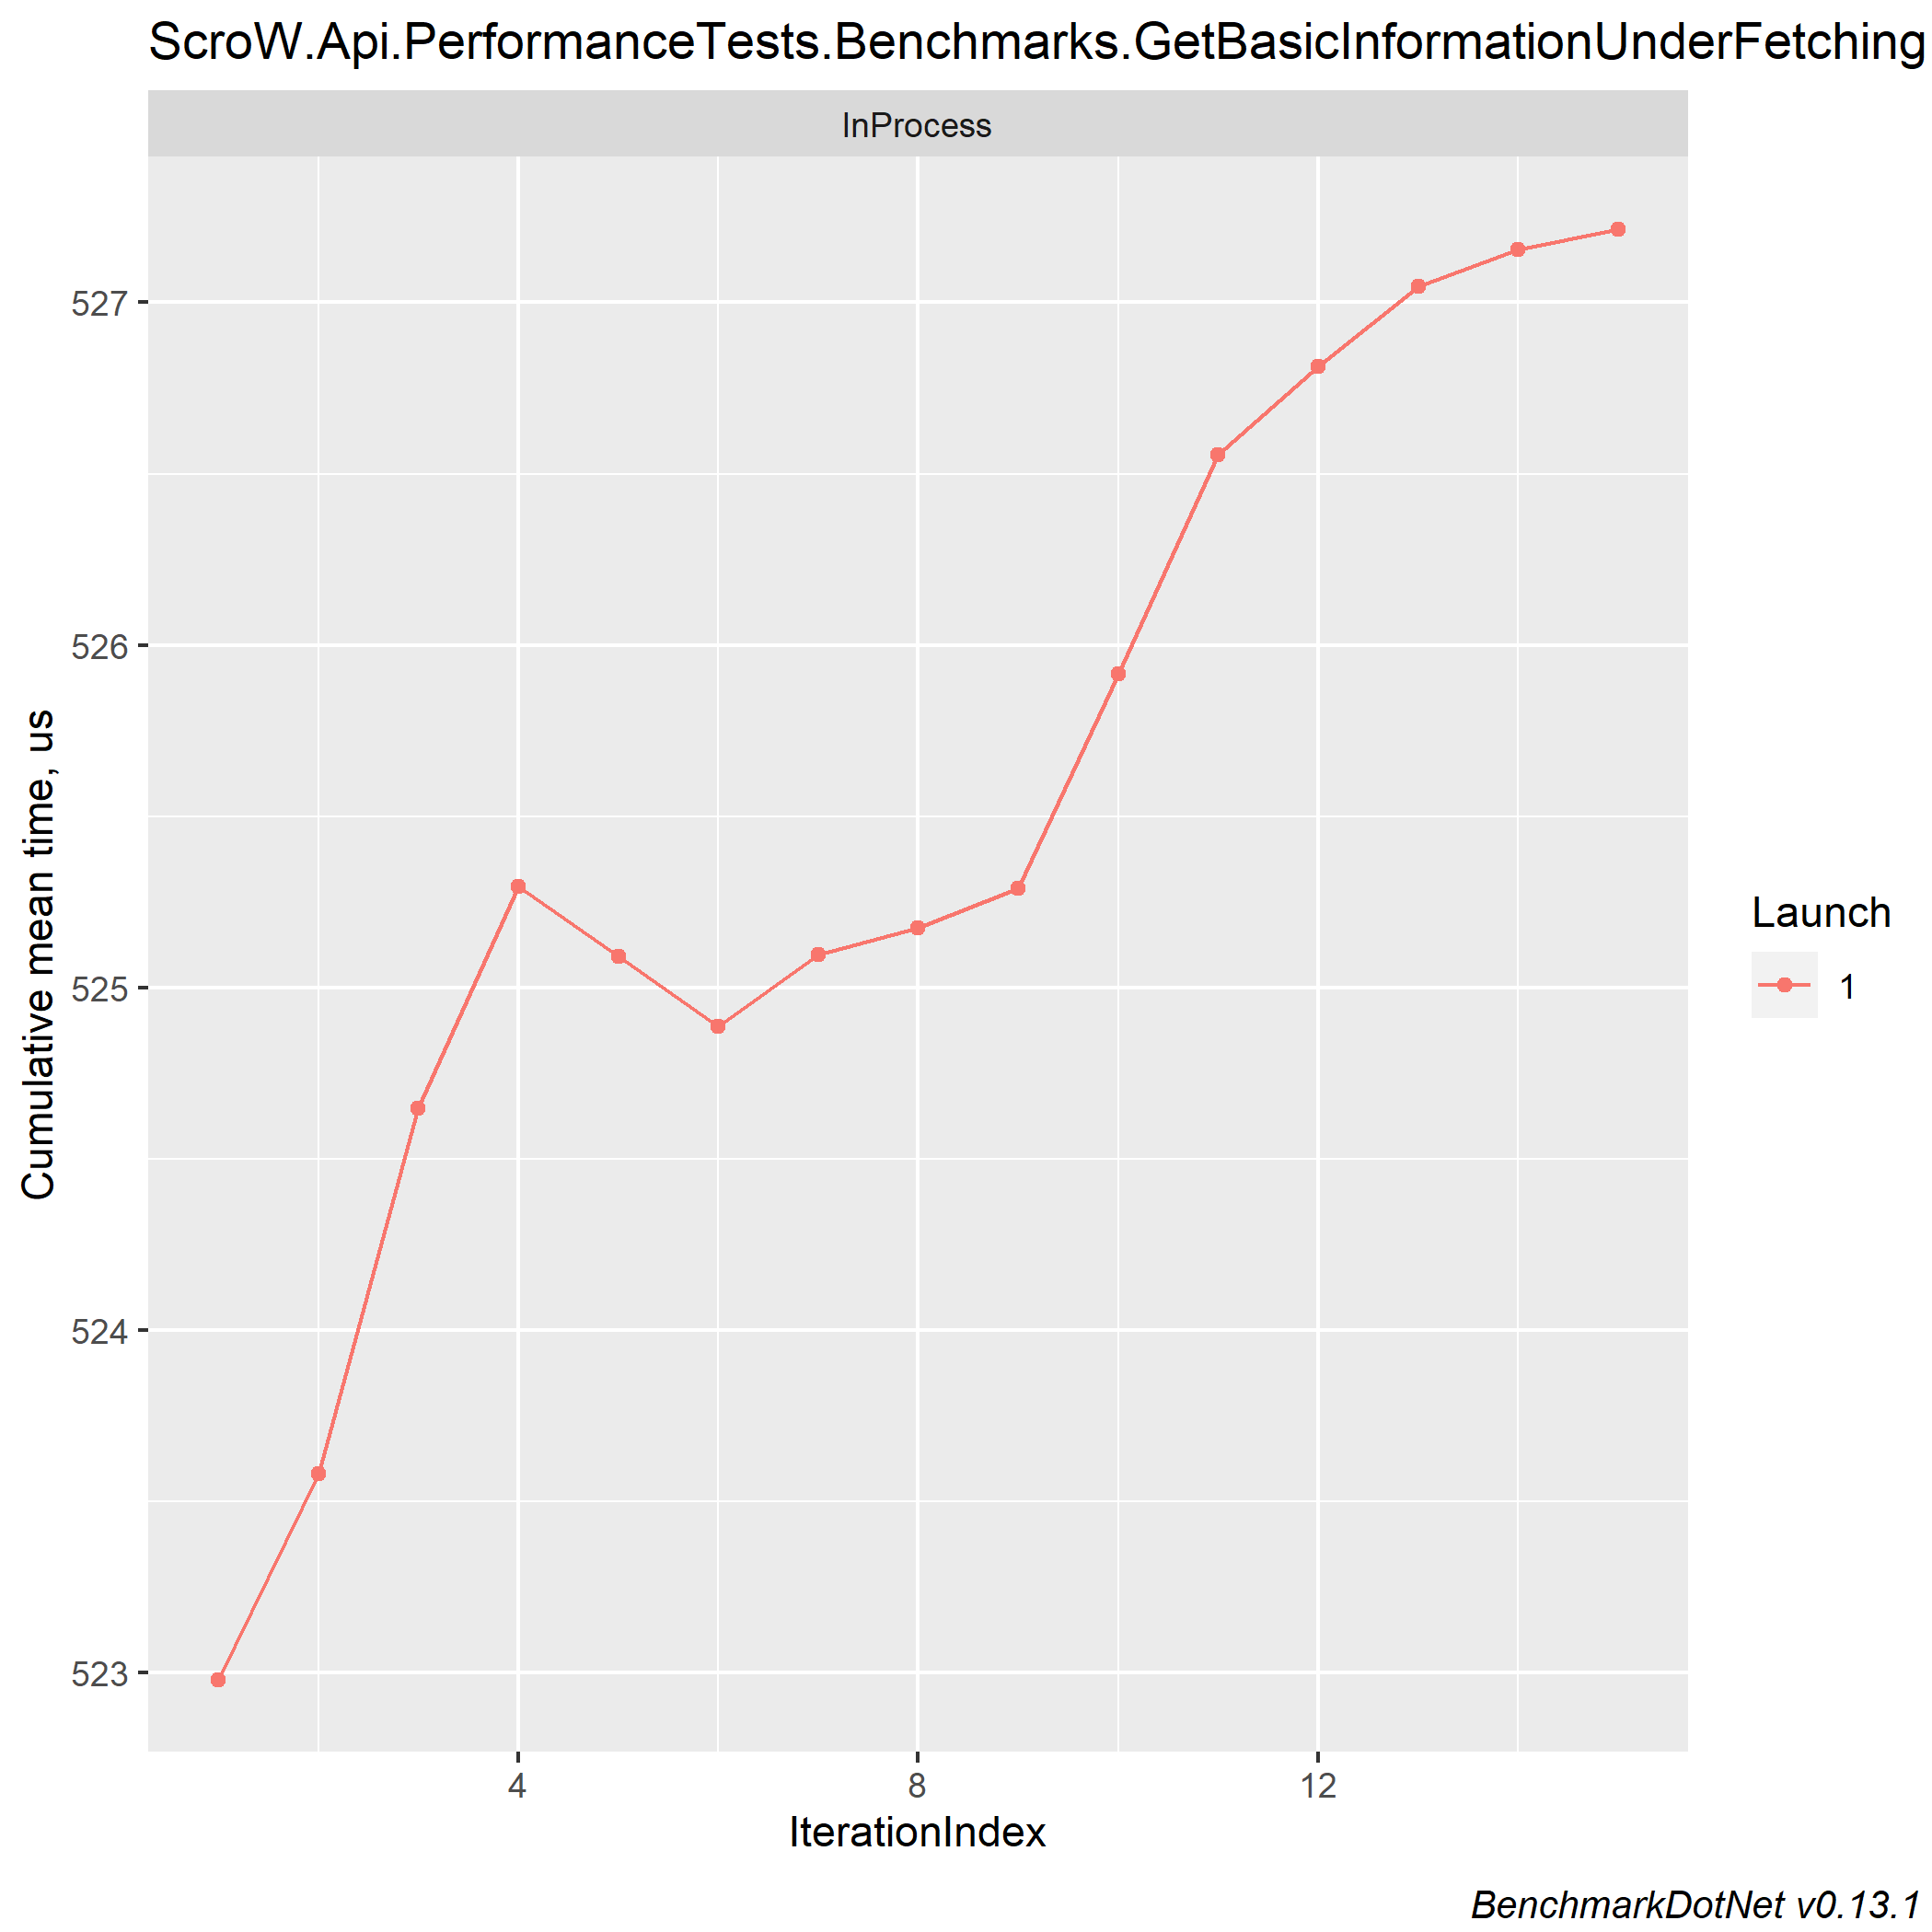 ScroW.Api.PerformanceTests.Benchmarks.GetBasicInformationUnderFetching
InProcess
527
526
525
524
523
Cumulative mean time, us
4
8
12
IterationIndex
Launch
1
BenchmarkDotNet v0.13.1